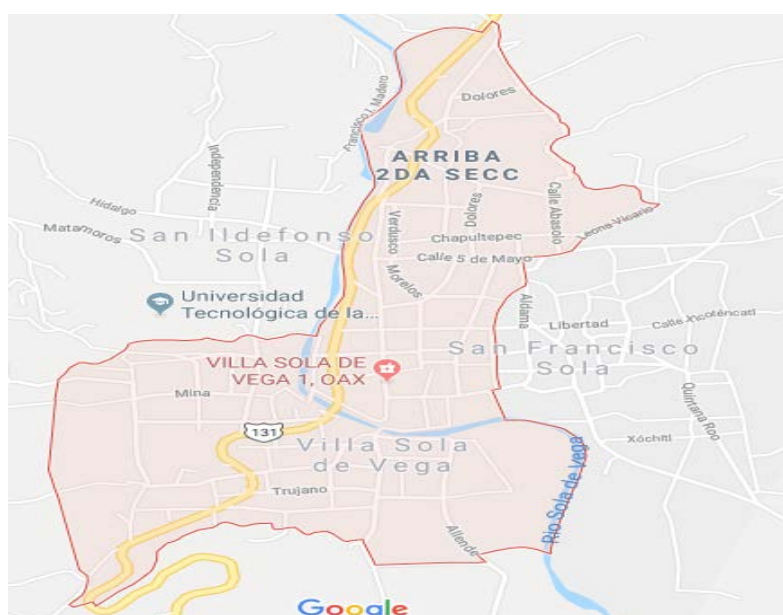 Dolores
Francisco I. Madero
ARRIBA
2DA SECC
Independencia
Calle Abasolo
Hidalgo
Leona Vicario
Dolores
Verdusco
Matamoros
San Ildefonso
Sola
Chapultepec
Calle 5 de Mayo
Morelos
Universidad
Tecnológica de la...
Aldama
Libertad
Calle Xicoténcatl
San Francisco
Sola
VILLA SOLA DE
VEGA 1, OAX
Mina
Quintana Roo
131
Xóchitl
Villa Sola
de Vega
Río Sola de Vega
Trujano
Allende
Google